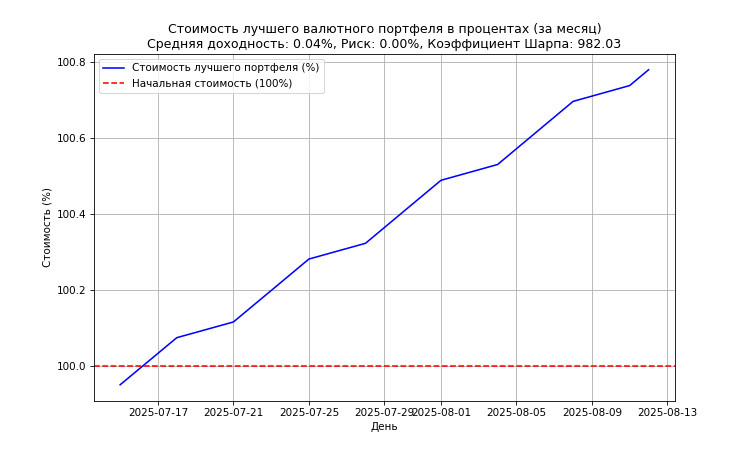 Стоимость лучшего валютного портфеля в процентах (за месяц)
Средняя доходность: 0.04%, Риск: 0.00%, Коэффициент Шарпа: 982.03
Стоимость лучшего портфеля (%)
Начальная стоимость (100%)
Стоимость (%)
100.8
100.6
100.4
100.2
100.0
2025-07-17
2025-07-21
2025-07-25
2025-07-29
2025-08-01
2025-08-05
2025-08-09
2025-08-13
День